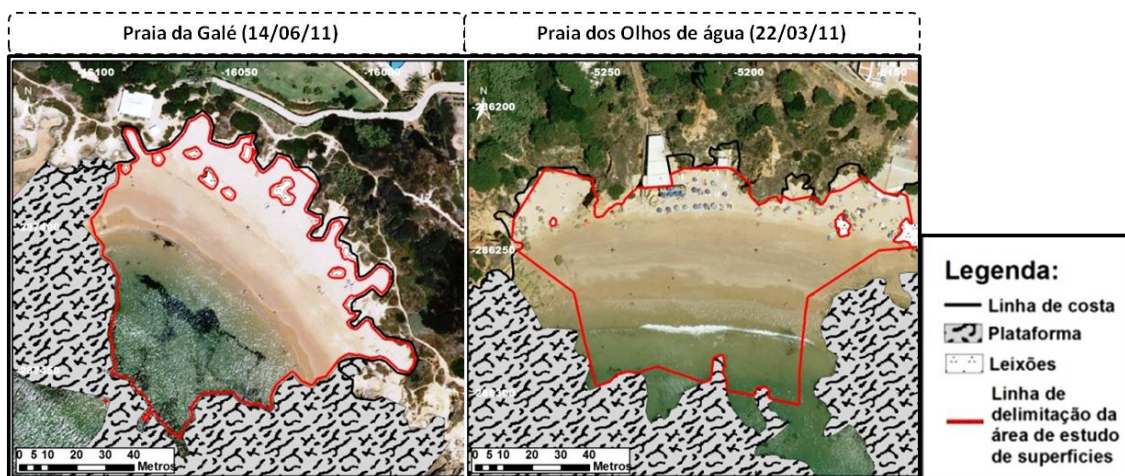 Praia da Galé (14/06/11)
Praia dos Olhos de água (22/03/11)
-16100
-16050
N
0 5 10 20 30 40
Metros
-5250
-5200
-286200
N
-286250
0 5 10 20 30 40
Metros
Legenda:
Linha de costa
Plataforma
Leixões
Linha de
delimitação da
área de estudo
de superficies